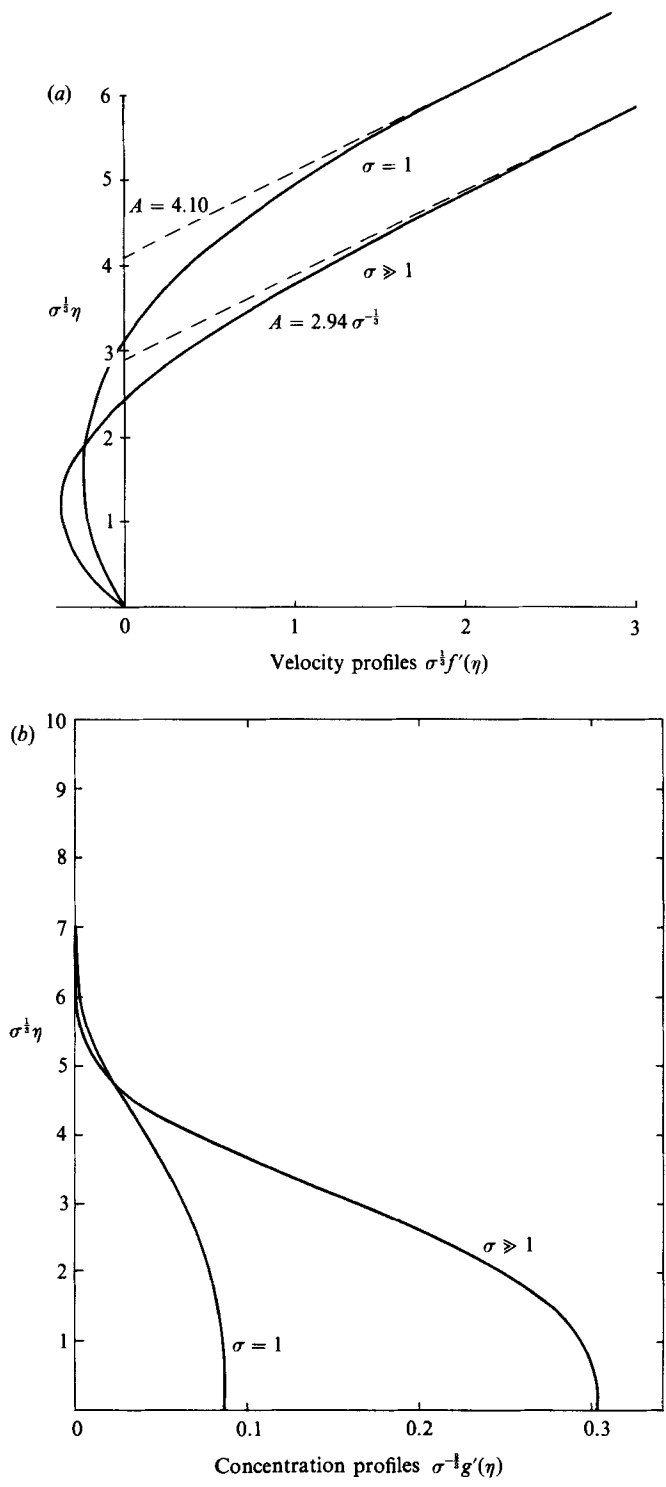 (a)
6
5
4
3
2
1
A = 4.10
σ = 1
σ ≫ 1
A = 2.94 σ^{-1/3}
σ^{1/3}η
0 1 2 3
Velocity profiles σ^{1/3}f′(η)
(b)
10
9
8
7
6
5
4
3
2
1
σ^{1/3}η
σ ≫ 1
σ = 1
0 0.1 0.2 0.3
Concentration profiles g′(η)